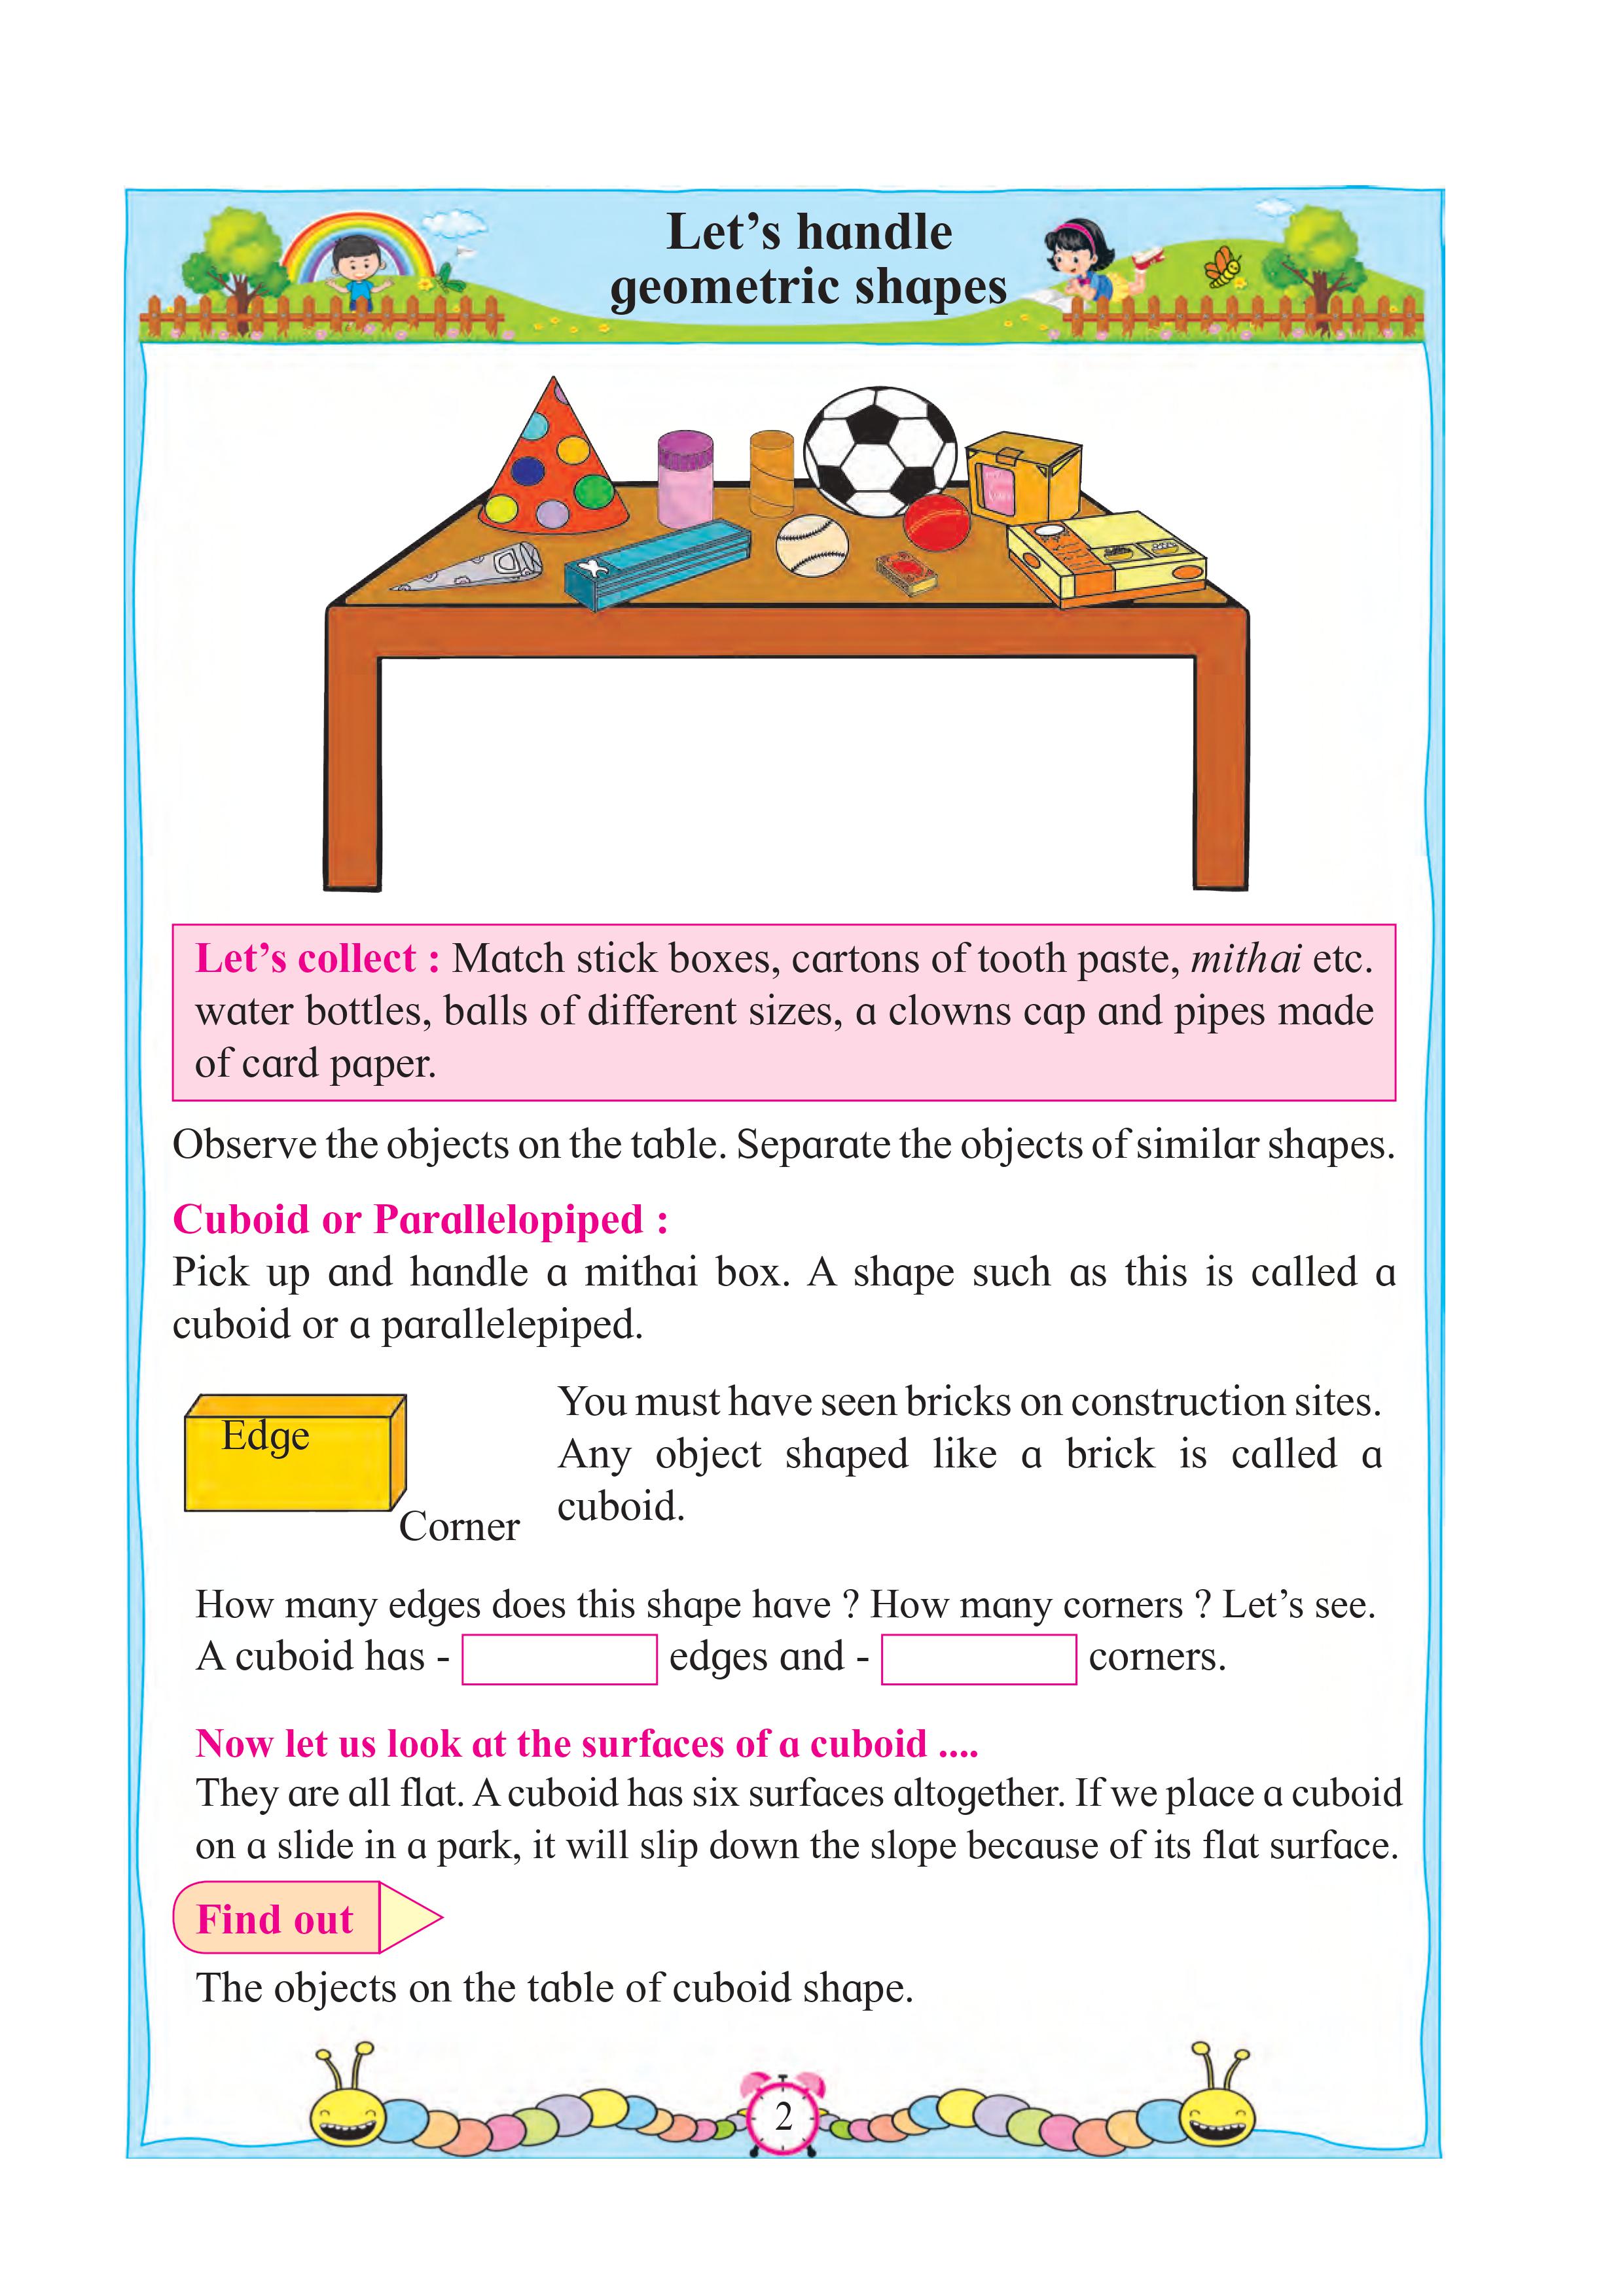 Let’s handle
geometric shapes
Let’s collect : Match stick boxes, cartons of tooth paste, mithai etc.
water bottles, balls of different sizes, a clowns cap and pipes made
of card paper.
Observe the objects on the table. Separate the objects of similar shapes.
Cuboid or Parallelopiped :
Pick up and handle a mithai box. A shape such as this is called a
cuboid or a parallelepiped.
Edge
Corner
You must have seen bricks on construction sites.
Any object shaped like a brick is called a
cuboid.
How many edges does this shape have ? How many corners ? Let’s see.
A cuboid has - edges and - corners.
Now let us look at the surfaces of a cuboid ....
They are all flat. A cuboid has six surfaces altogether. If we place a cuboid
on a slide in a park, it will slip down the slope because of its flat surface.
Find out
The objects on the table of cuboid shape.
2